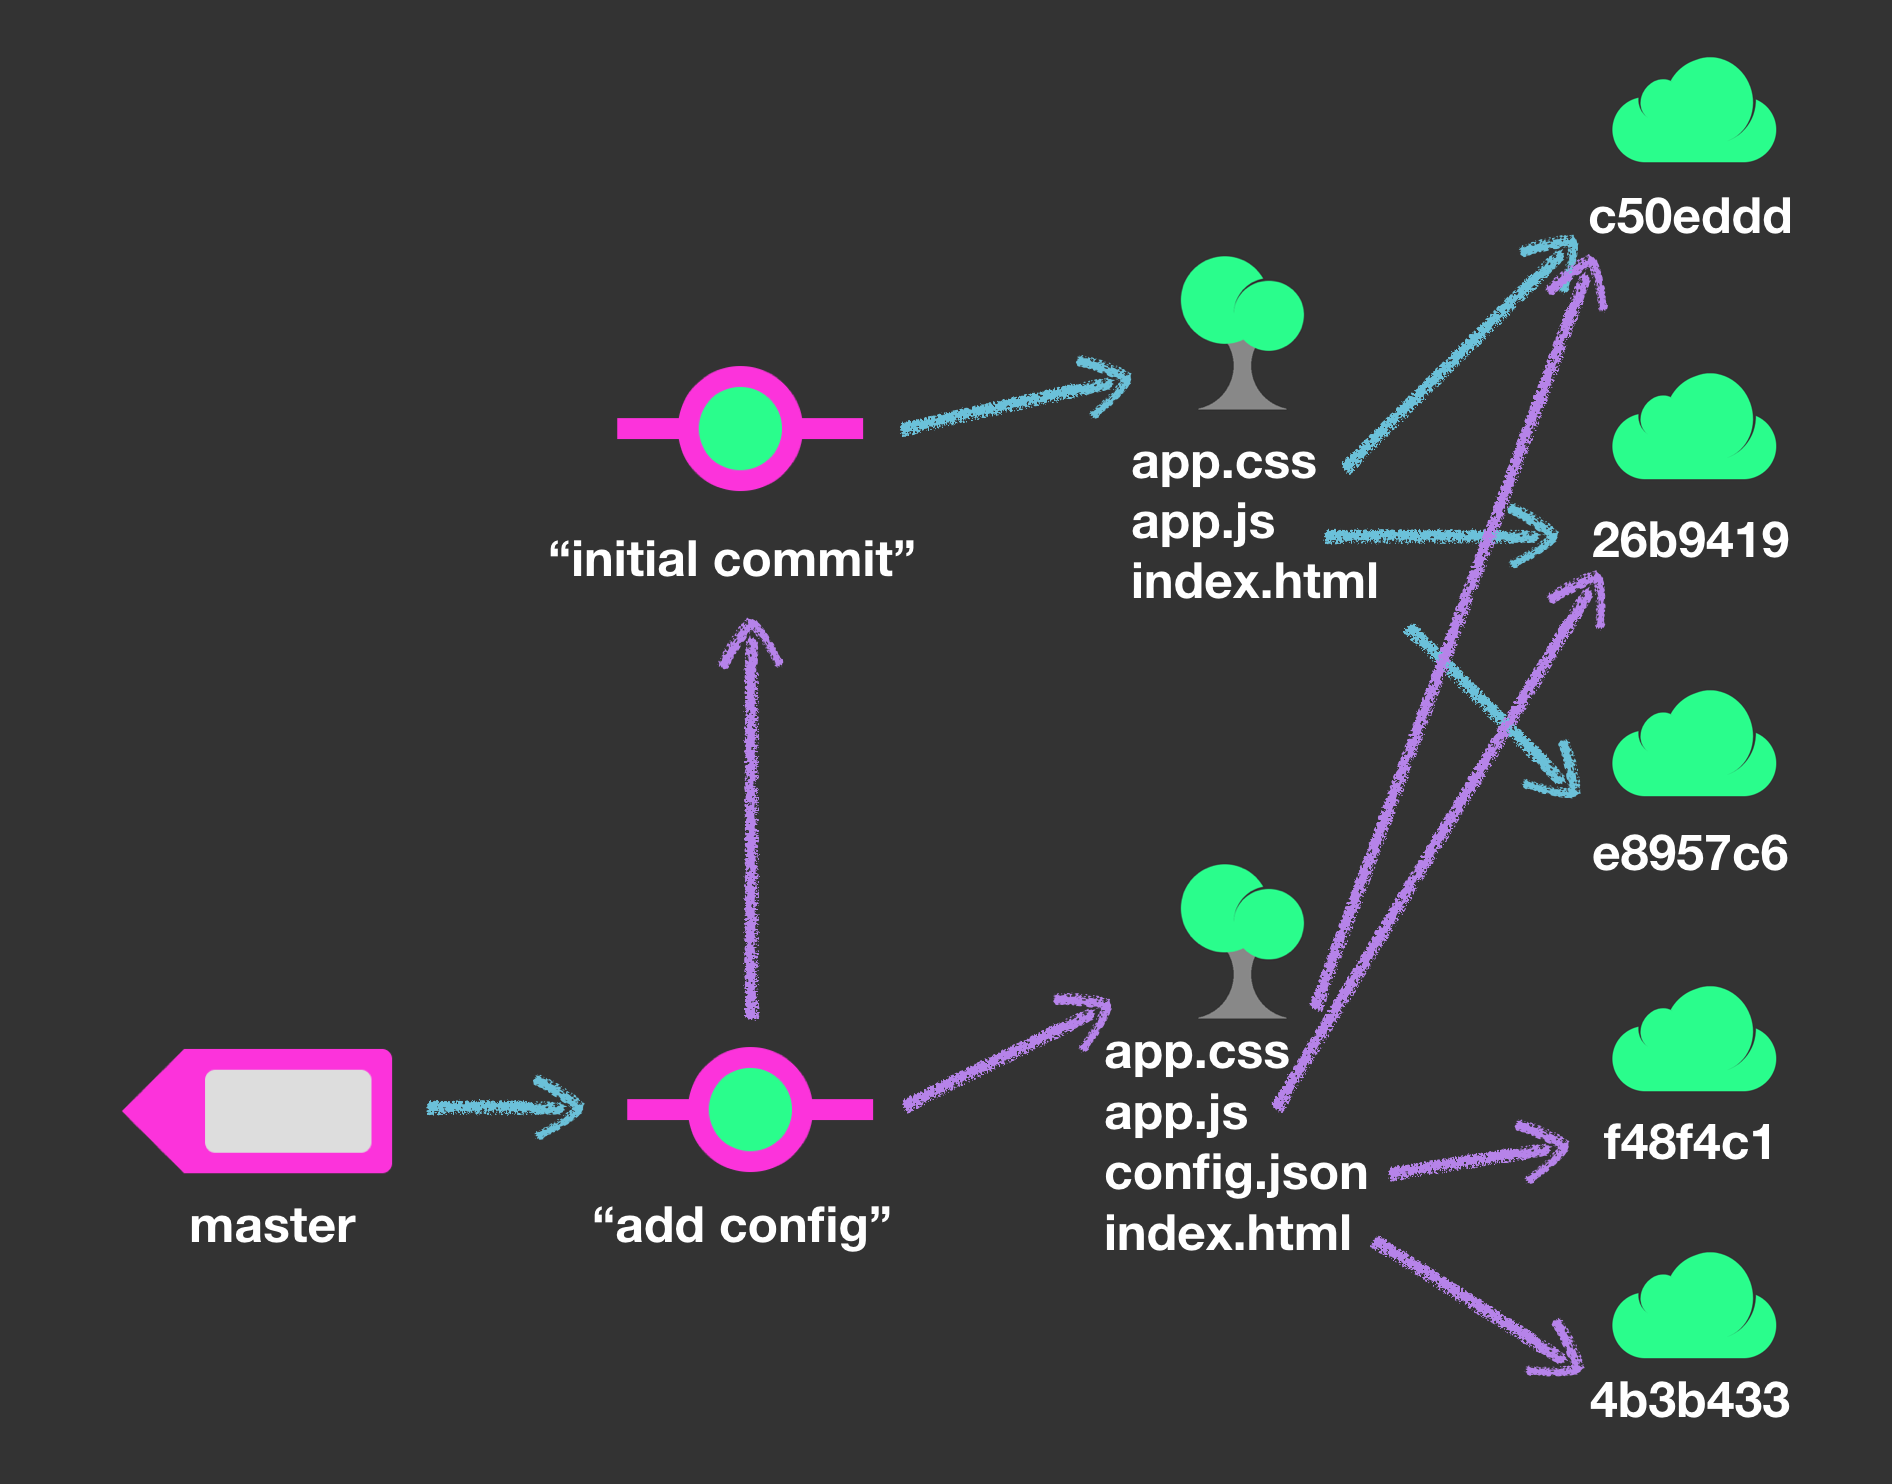 c50eddd
app.css
app.js
index.html
26b9419
“initial commit”
e8957c6
app.css
app.js
config.json
index.html
f48f4c1
master
“add config”
4b3b433